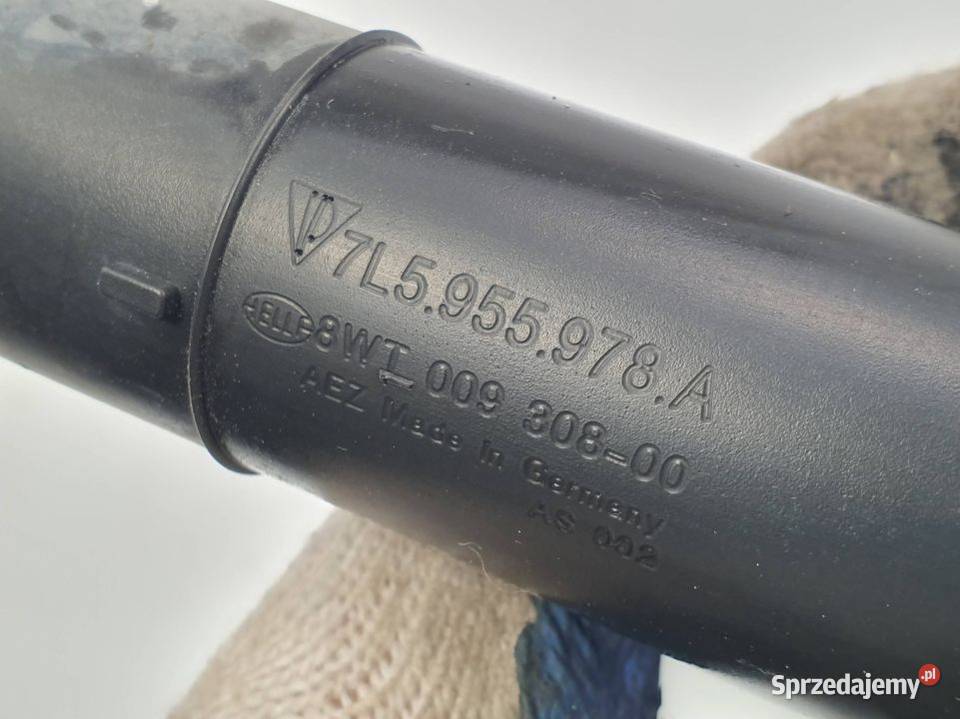 7L5.955.978.A
HELLA 8WT 009 308-00
AEZ Made in Germany
AS 002
Sprzedajemy.pl